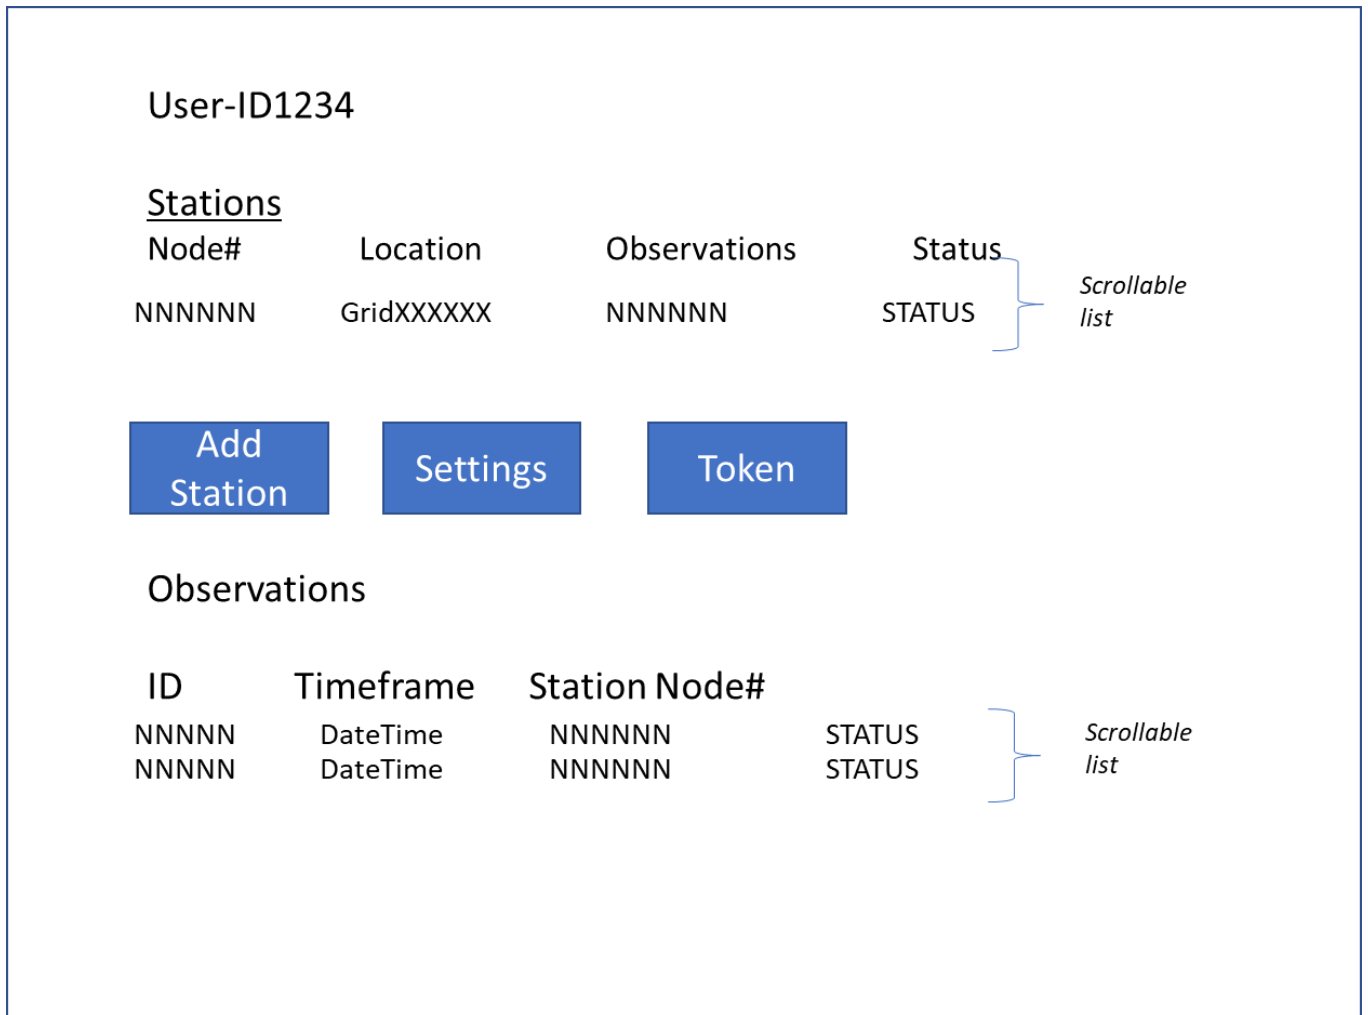 User-ID1234
Stations
Node# Location Observations Status
NNNNNN GridXXXXXX NNNNNN STATUS
Scrollable
list
Add
Station
Settings
Token
Observations
ID Timeframe Station Node#
NNNNN DateTime NNNNNN STATUS
NNNNN DateTime NNNNNN STATUS
Scrollable
list